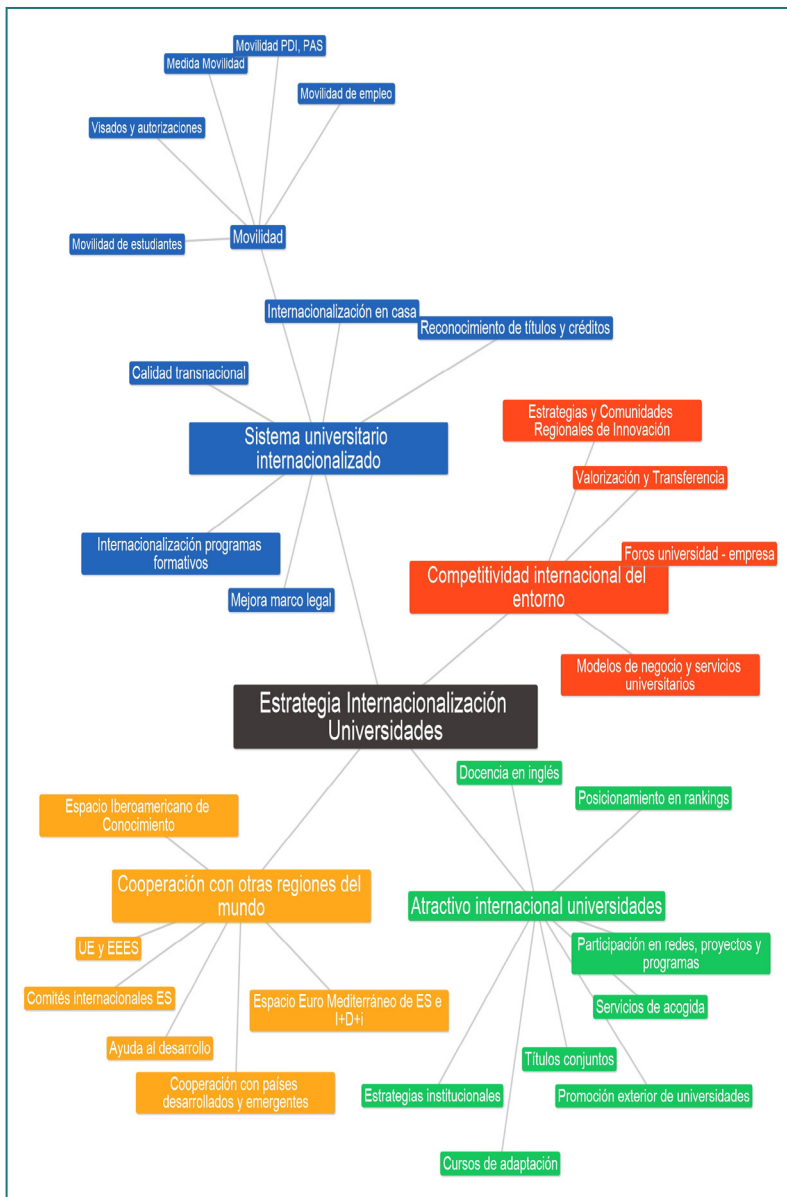 Movilidad PDI, PAS
Medida Movilidad
Movilidad de empleo
Visados y autorizaciones
Movilidad de estudiantes
Movilidad
Internacionalización en casa
Reconocimiento de títulos y créditos
Calidad transnacional
Sistema universitario
internacionalizado
Internacionalización programas
formativos
Mejora marco legal
Estrategias y Comunidades
Regionales de Innovación
Valorización y Transferencia
Foros universidad - empresa
Competitividad internacional del
entorno
Modelos de negocio y servicios
universitarios
Estrategia Internacionalización
Universidades
Docencia en inglés
Posicionamiento en rankings
Atractivo internacional universidades
Participación en redes, proyectos y
programas
Servicios de acogida
Títulos conjuntos
Promoción exterior de universidades
Estrategias institucionales
Cursos de adaptación
Espacio Iberoamericano de
Conocimiento
Cooperación con otras regiones del
mundo
UE y EEES
Comités internacionales ES
Ayuda al desarrollo
Espacio Euro Mediterráneo de ES e
I+D+i
Cooperación con países
desarrollados y emergentes